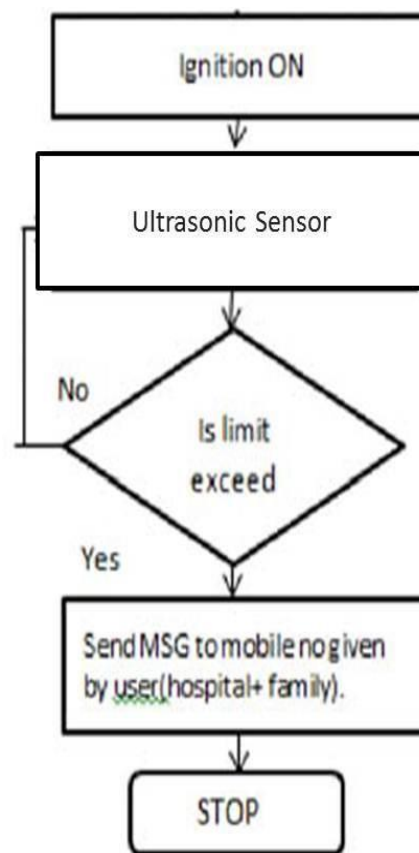 Ignition ON
Ultrasonic Sensor
No
Is limit
exceed
Yes
Send MSG to mobile no given
by user(hospital+ family).
STOP